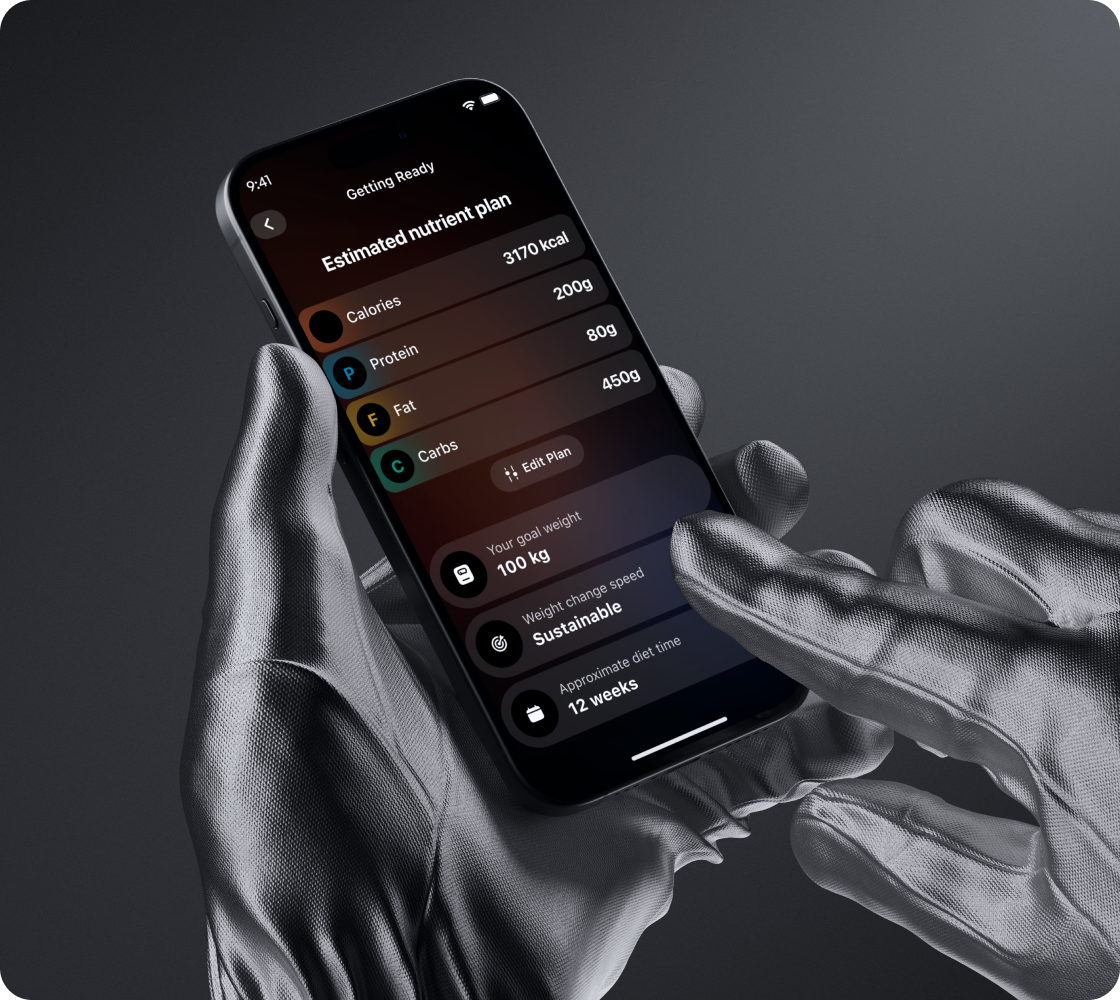 9:41
Getting Ready
Estimated nutrient plan
Calories 3170 kcal
P Protein 200g
F Fat 80g
C Carbs 450g
Edit Plan
Your goal weight
100 kg
Weight change speed
Sustainable
Approximate diet time
12 weeks